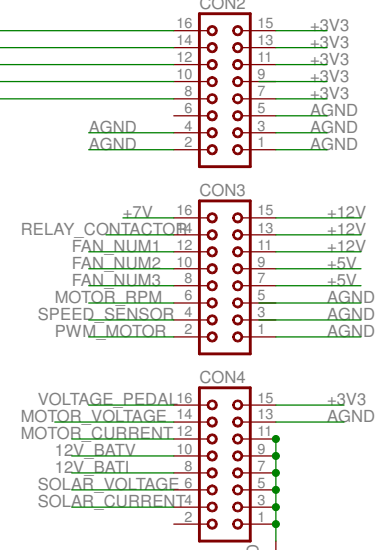 CON2
16 15 +3V3
14 13 +3V3
12 11 +3V3
10 9 +3V3
8 7 +3V3
6 5 AGND
AGND 4 3 AGND
AGND 2 1 AGND
CON3
+7V 16 15 +12V
RELAY_CONTACTOR 14 13 +12V
FAN_NUM1 12 11 +12V
FAN_NUM2 10 9 +5V
FAN_NUM3 8 7 +5V
MOTOR_RPM 6 5 AGND
SPEED_SENSOR 4 3 AGND
PWM_MOTOR 2 1 AGND
CON4
VOLTAGE_PEDAL 16 15 +3V3
MOTOR_VOLTAGE 14 13 AGND
MOTOR_CURRENT 12 11
12V_BATV 10 9
12V_BATI 8 7
SOLAR_VOLTAGE 6 5
SOLAR_CURRENT 4 3
2 1